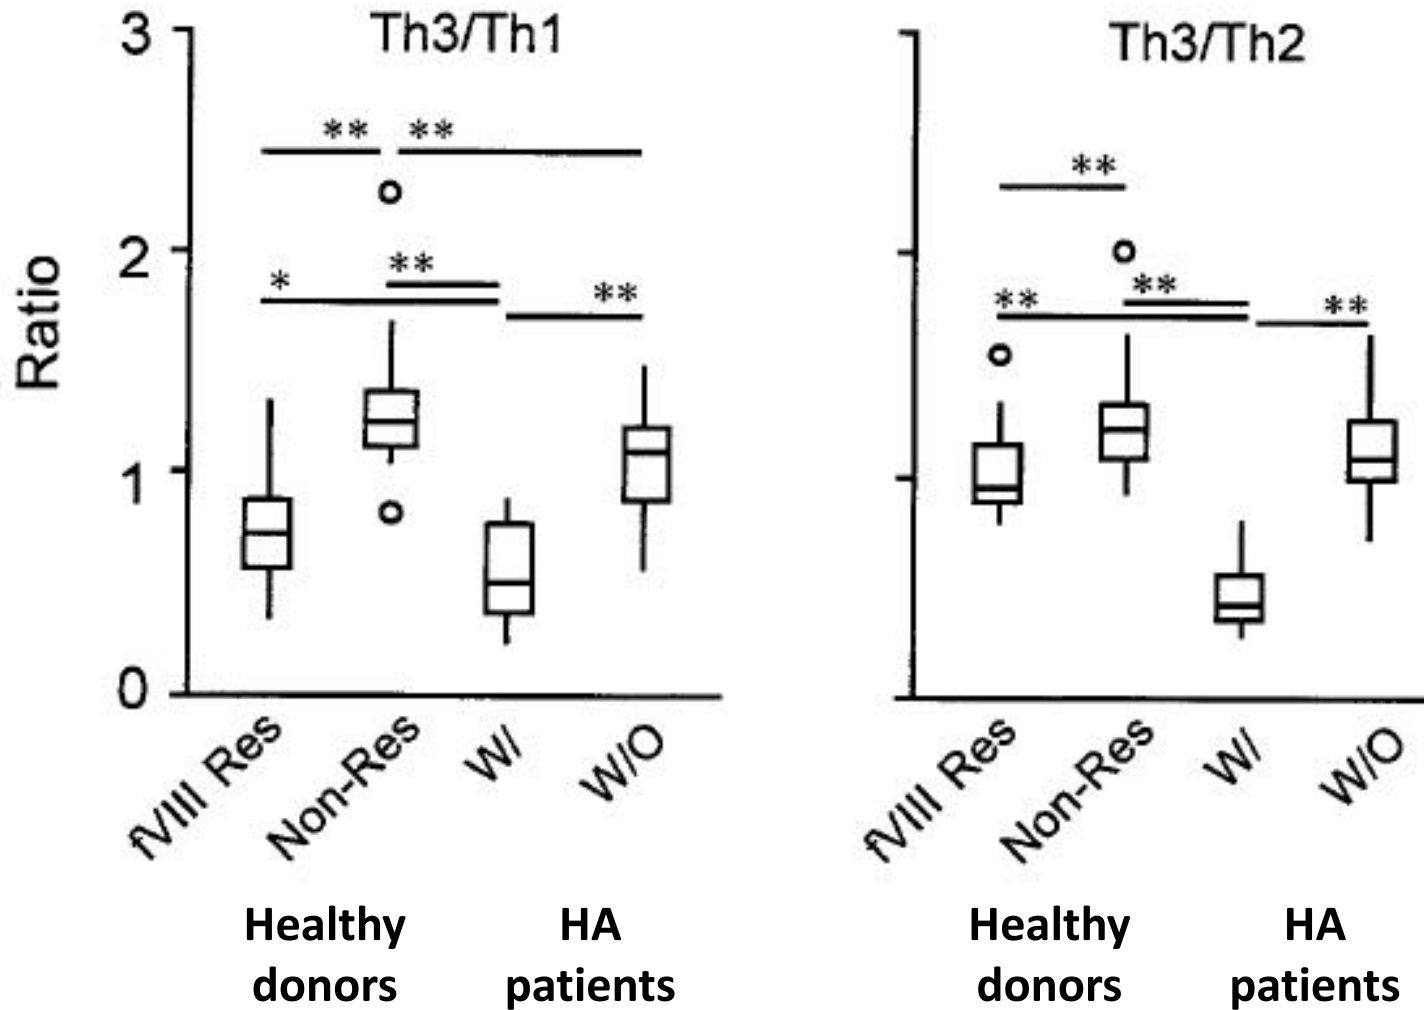 Th3/Th1
Th3/Th2
3
2
1
0
Ratio
** **
**
* ** **
** ** **
fVIII Res
Non-Res
W/
W/O
fVIII Res
Non-Res
W/
W/O
Healthy donors
HA patients
Healthy donors
HA patients